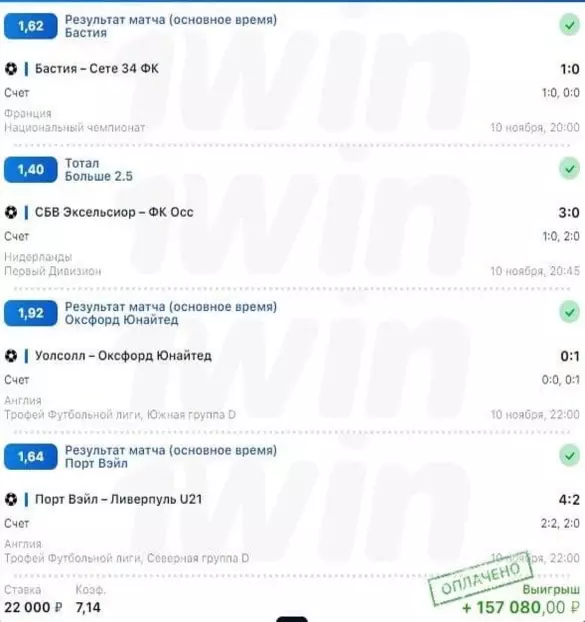 1,62 Результат матча (основное время)
Бастия
Бастия – Сете 34 ФК 1:0
Счет 1:0, 0:0
Франция
Национальный чемпионат 10 ноября, 20:00
1,40 Тотал
Больше 2.5
СБВ Эксельсиор – ФК Осс 3:0
Счет 1:0, 2:0
Нидерланды
Первый Дивизион 10 ноября, 20:45
1,92 Результат матча (основное время)
Оксфорд Юнайтед
Уолсолл – Оксфорд Юнайтед 0:1
Счет 0:0, 0:1
Англия
Трофей Футбольной лиги, Южная группа D 10 ноября, 22:00
1,64 Результат матча (основное время)
Порт Вэйл
Порт Вэйл – Ливерпуль U21 4:2
Счет 2:2, 2:0
Англия
Трофей Футбольной лиги, Северная группа D 10 ноября, 22:00
ОПЛАЧЕНО
Ставка Коэф. Выигрыш
22 000 ₽ 7,14 + 157 080,00 ₽
1win